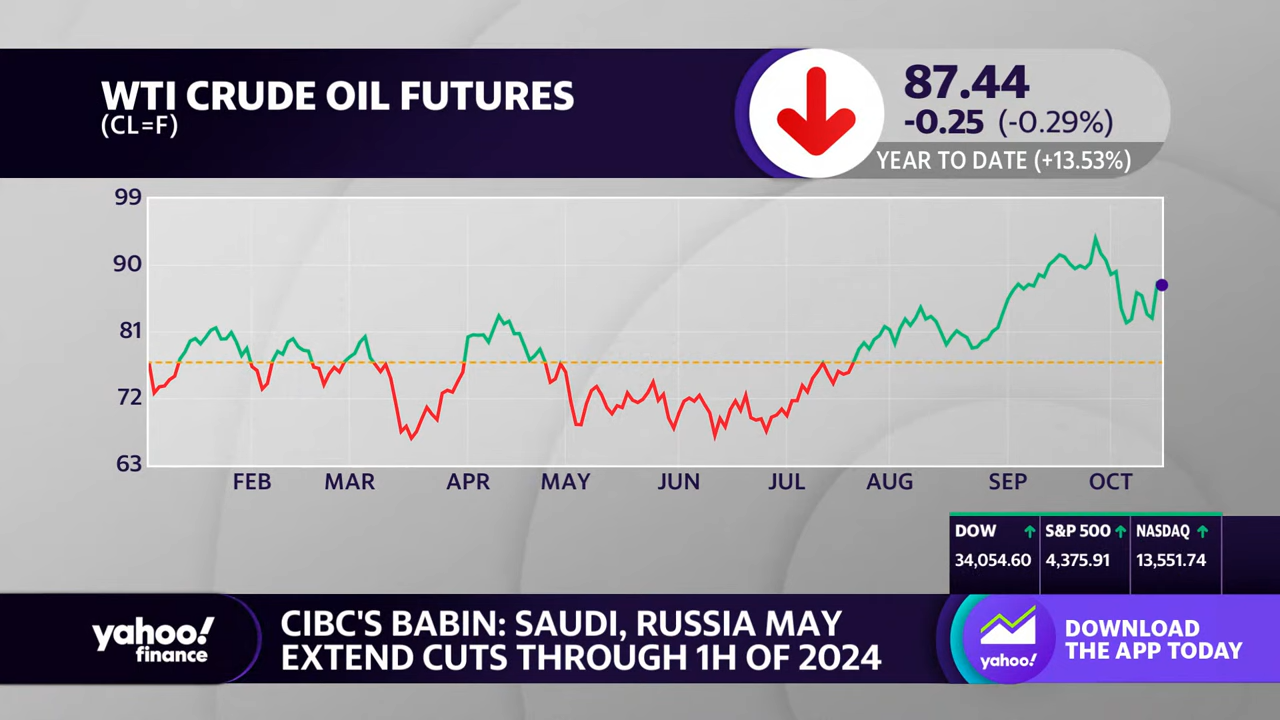 WTI CRUDE OIL FUTURES
(CL=F)
87.44
-0.25 (-0.29%)
YEAR TO DATE (+13.53%)
99
90
81
72
63
FEB MAR APR MAY JUN JUL AUG SEP OCT
DOW S&P 500 NASDAQ
34,054.60 4,375.91 13,551.74
yahoo!
finance
CIBC'S BABIN: SAUDI, RUSSIA MAY
EXTEND CUTS THROUGH 1H OF 2024
yahoo!
DOWNLOAD
THE APP TODAY